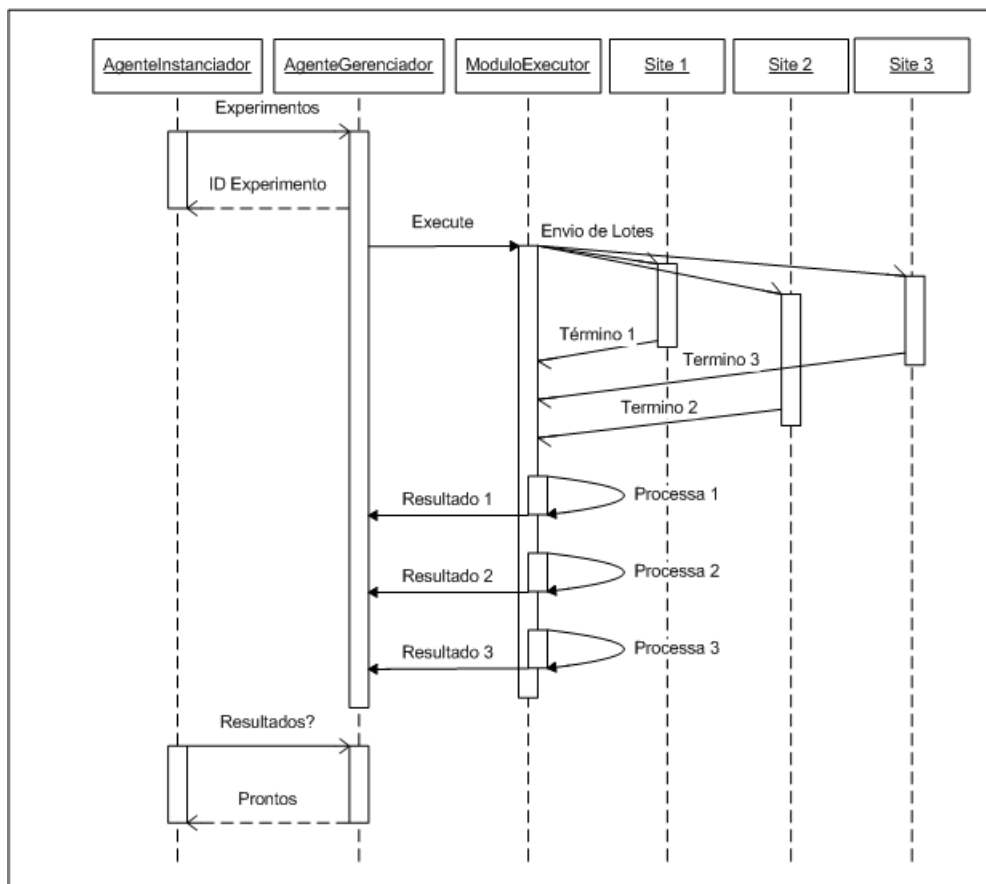 AgenteInstanciador
AgenteGerenciador
ModuloExecutor
Site 1
Site 2
Site 3
Experimentos
ID Experimento
Execute
Envio de Lotes
Término 1
Termino 3
Termino 2
Processa 1
Resultado 1
Processa 2
Resultado 2
Processa 3
Resultado 3
Resultados?
Prontos